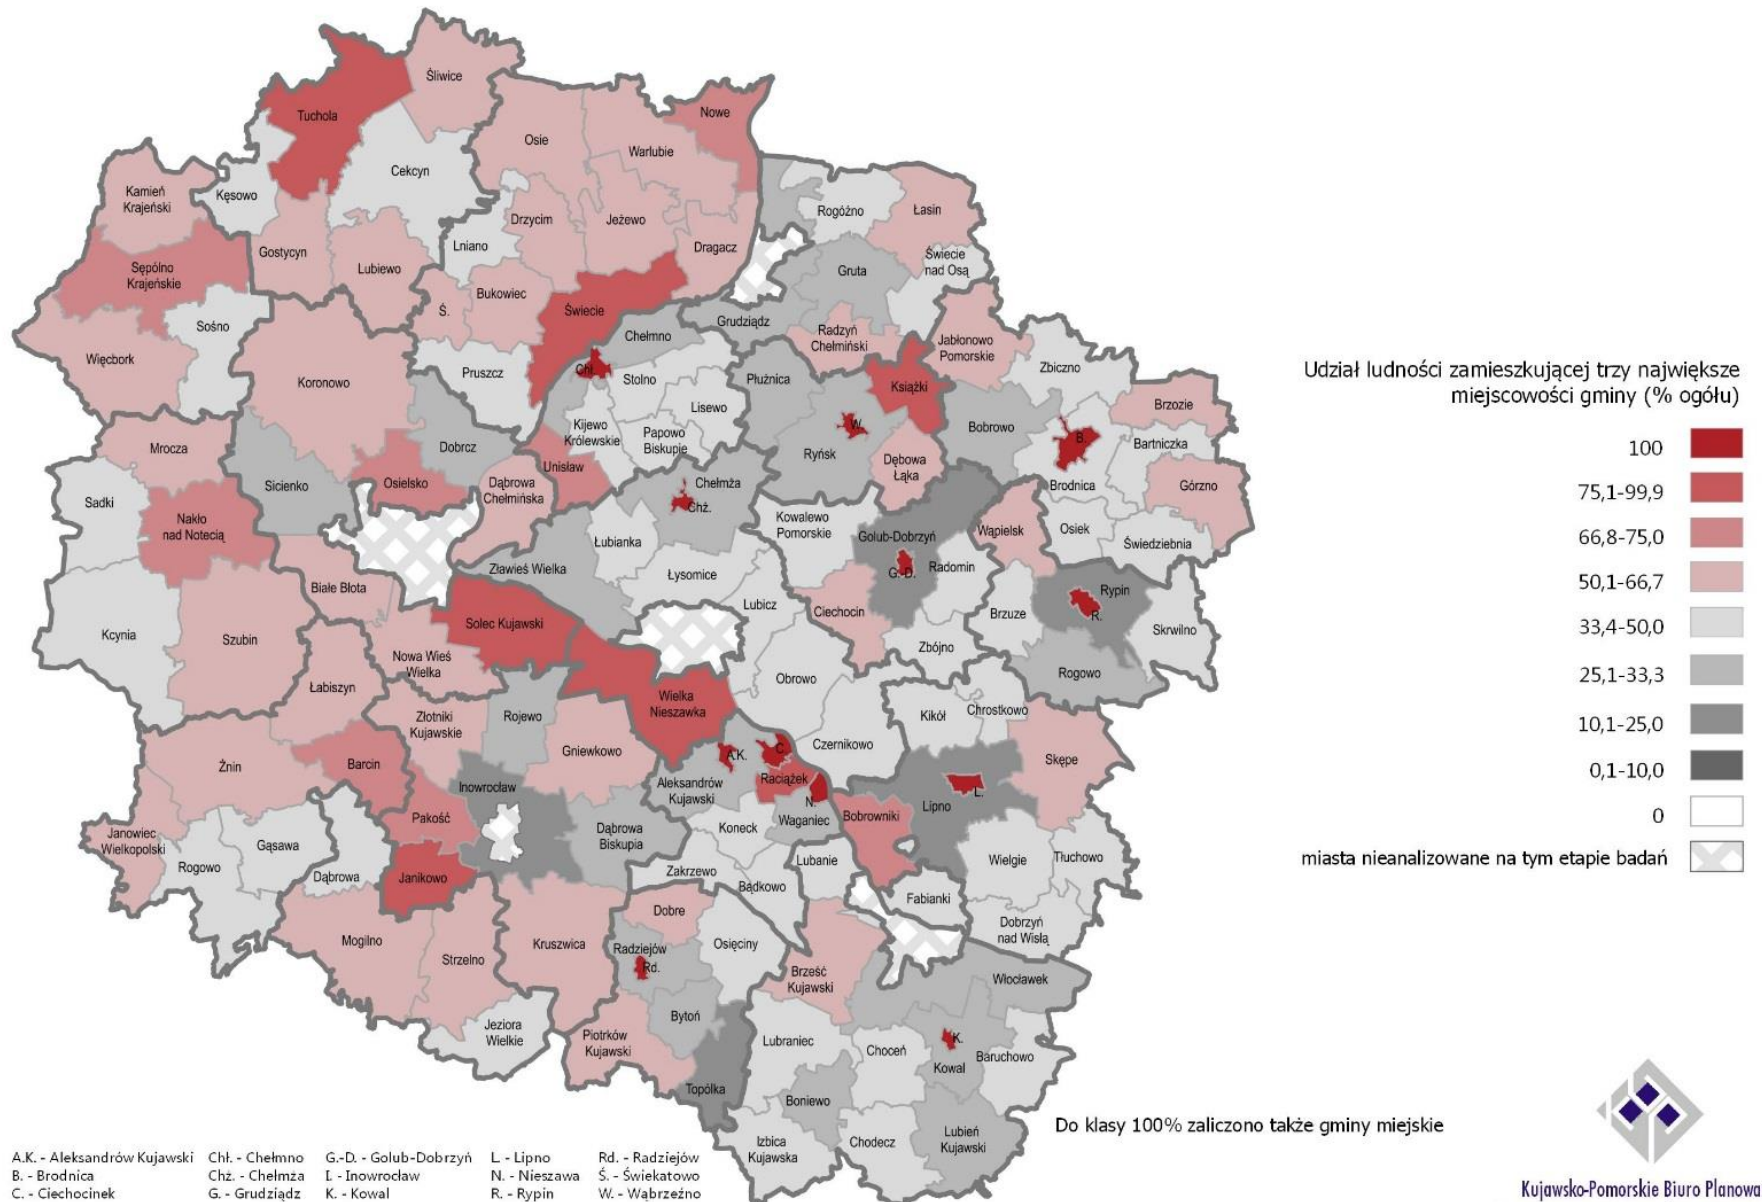 Śliwice
Tuchola
Nowe
Osie
Warlubie
Cekcyn
Kamień
Krajeński
Kęsowo
Rogóźno
Łasin
Drzycim
Jeżewo
Gostycyn
Lniano
Dragacz
Świecie
nad Osą
Sępólno
Krajeńskie
Lubiewo
Gruta
Ś.
Bukowiec
Świecie
Sośno
Grudziądz
Radzyń
Chełmiński
Jabłonowo
Pomorskie
Chełmno
Więcbork
Zbiczno
Chł.
Pruszcz
Koronowo
Stolno
Płużnica
Książki
Lisewo
Brzozie
Kijewo
Królewskie
Papowo
Biskupie
W.
Bobrowo
B.
Bartniczka
Mrocza
Dobrcz
Ryńsk
Dębowa
Łąka
Unisław
Sicienko
Osielsko
Dąbrowa
Chełmińska
Chełmża
Chż.
Brodnica
Górzno
Sadki
Nakło
nad Notecią
Kowalewo
Pomorskie
Golub-Dobrzyń
Wąpielsk
Osiek
Świedziebnia
Łubianka
Zławieś Wielka
Łysomice
G.-D.
Radomin
Białe Błota
Rypin
Lubicz
Ciechocin
Brzuze
R.
Kcynia
Szubin
Solec Kujawski
Skrwilno
Zbójno
Nowa Wieś
Wielka
Rogowo
Łabiszyn
Obrowo
Wielka
Nieszawka
Złotniki
Kujawskie
Rojewo
Kikół
Chrostkowo
Czernikowo
Gniewkowo
A.K.
C.
Żnin
Barcin
Skępe
Raciążek
Inowrocław
Aleksandrów
Kujawski
L.
N.
Lipno
Pakość
Waganiec
Bobrowniki
Koneck
Janowiec
Wielkopolski
Dąbrowa
Biskupia
Gąsawa
Rogowo
Lubanie
Wielgie
Tłuchowo
Dąbrowa
Janikowo
Zakrzewo
Bądkowo
Fabianki
Dobre
Dobrzyń
nad Wisłą
Mogilno
Kruszwica
Osięciny
Radziejów
Strzelno
Rd.
Brześć
Kujawski
Włocławek
Bytoń
Jeziora
Wielkie
Piotrków
Kujawski
Lubraniec
K.
Choceń
Baruchowo
Kowal
Topólka
Boniewo
Izbica
Kujawska
Chodecz
Lubień
Kujawski
Udział ludności zamieszkującej trzy największe
miejscowości gminy (% ogółu)
100
75,1-99,9
66,8-75,0
50,1-66,7
33,4-50,0
25,1-33,3
10,1-25,0
0,1-10,0
0
miasta nieanalizowane na tym etapie badań
Do klasy 100% zaliczono także gminy miejskie
A.K. - Aleksandrów Kujawski Chł. - Chełmno G.-D. - Golub-Dobrzyń L. - Lipno Rd. - Radziejów
B. - Brodnica Chż. - Chełmża I. - Inowrocław N. - Nieszawa Ś. - Świekatowo
C. - Ciechocinek G. - Grudziądz K. - Kowal R. - Rypin W. - Wąbrzeźno
Kujawsko-Pomorskie Biuro Planowa